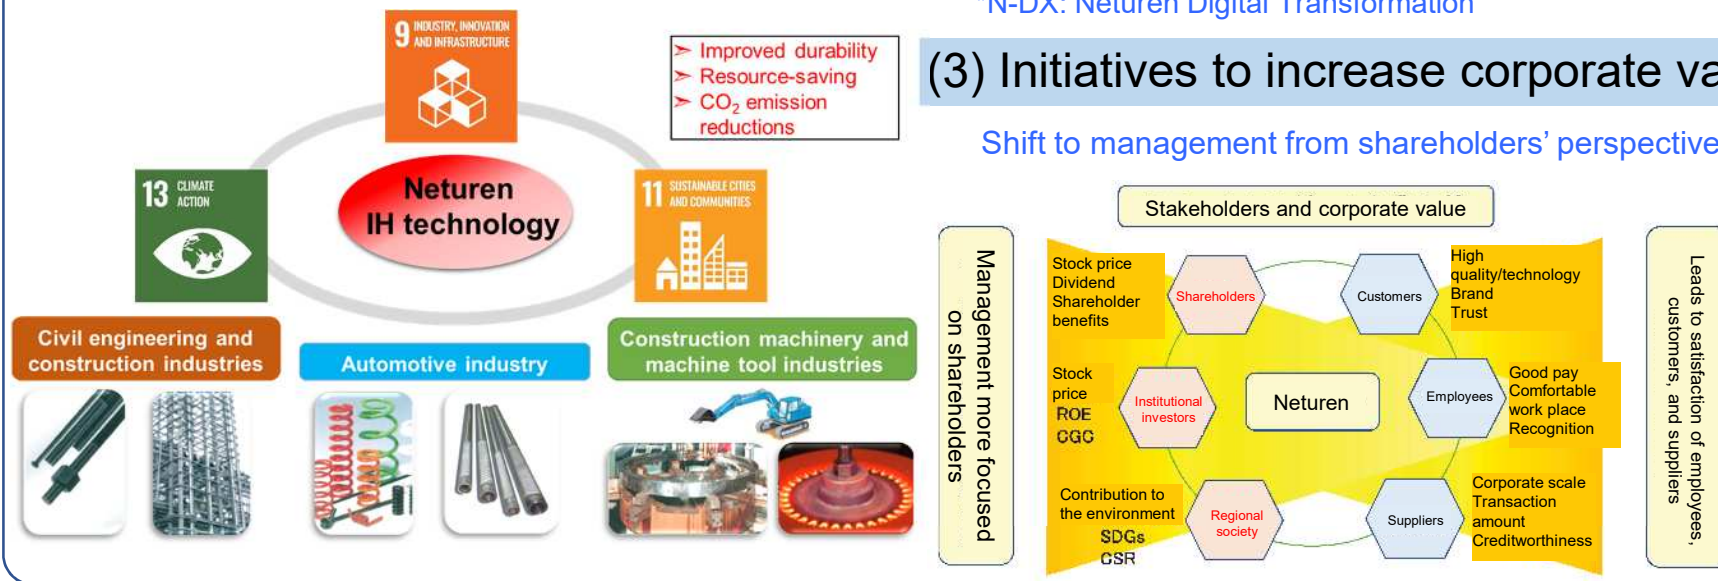 9 INDUSTRY, INNOVATION
AND INFRASTRUCTURE
➢ Improved durability
➢ Resource-saving
➢ CO₂ emission
reductions
13 CLIMATE
ACTION
Neturen
IH technology
11 SUSTAINABLE CITIES
AND COMMUNITIES
Civil engineering and
construction industries
Automotive industry
Construction machinery and
machine tool industries
*N-DX: Neturen Digital Transformation
(3) Initiatives to increase corporate va
Shift to management from shareholders’ perspective
Stakeholders and corporate value
Management more focused
on shareholders
Stock price
Dividend
Shareholder
benefits
Shareholders
Customers
High
quality/technology
Brand
Trust
Stock
price
ROE
CGC
Institutional
investors
Neturen
Employees
Good pay
Comfortable
work place
Recognition
Contribution to
the environment
SDGs
CSR
Regional
society
Suppliers
Corporate scale
Transaction
amount
Creditworthiness
Leads to satisfaction of employees,
customers, and suppliers